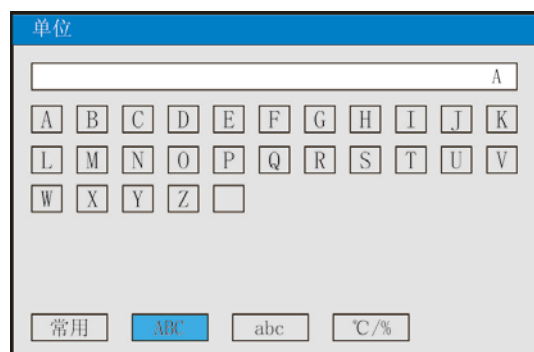 单位
A
A B C D E F G H I J K
L M N O P Q R S T U V
W X Y Z
常用 ABC abc ℃/%